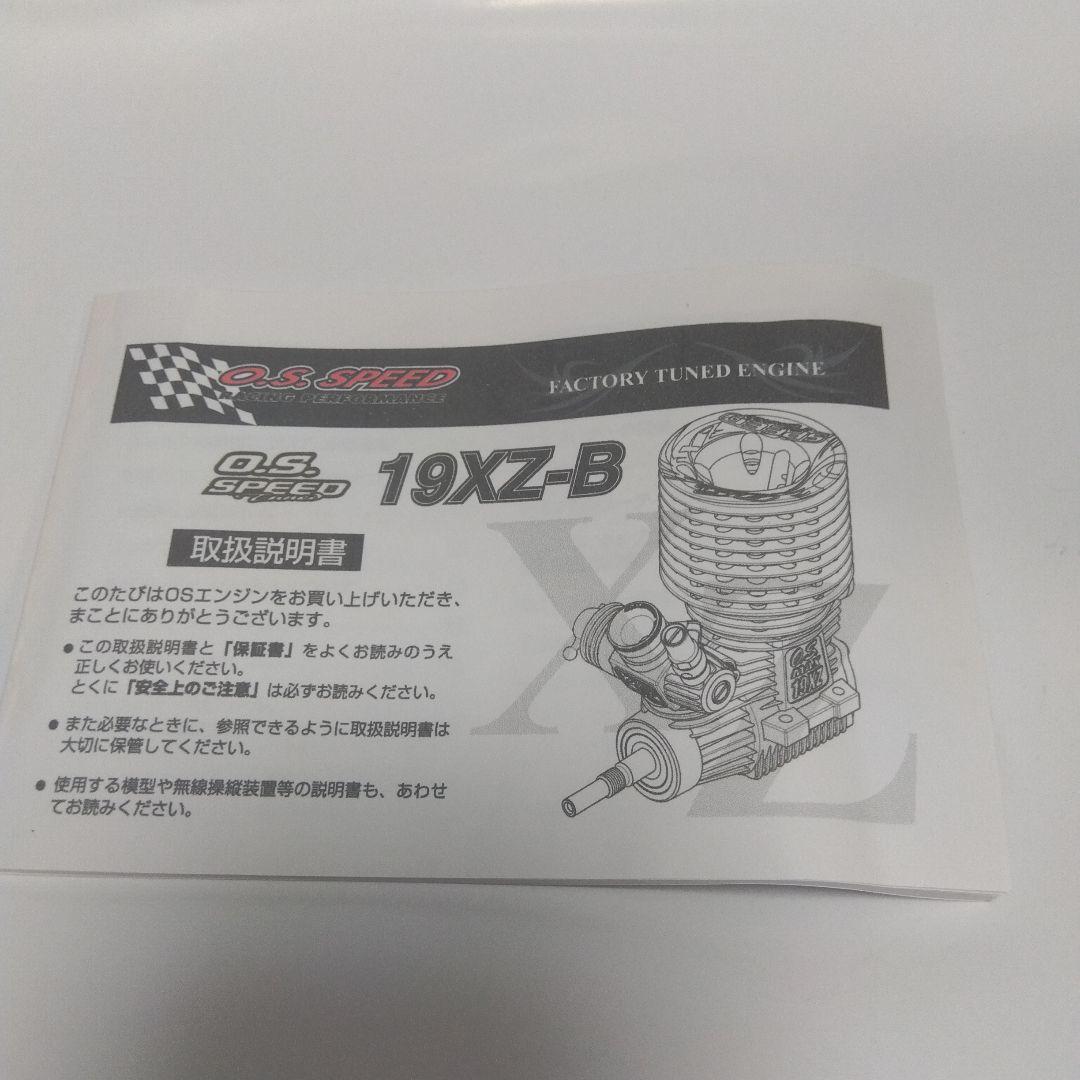 O.S. SPEED
RACING PERFORMANCE
FACTORY TUNED ENGINE
O.S.
SPEED
19XZ-B
取扱説明書
このたびはOSエンジンをお買い上げいただき、
まことにありがとうございます。
●この取扱説明書と「保証書」をよくお読みのうえ
正しくお使いください。
とくに「安全上のご注意」は必ずお読みください。
●また必要なときに、参照できるように取扱説明書は
大切に保管してください。
●使用する模型や無線操縦装置等の説明書も、あわせ
てお読みください。
XZ
O.S.
MAX
19XZ